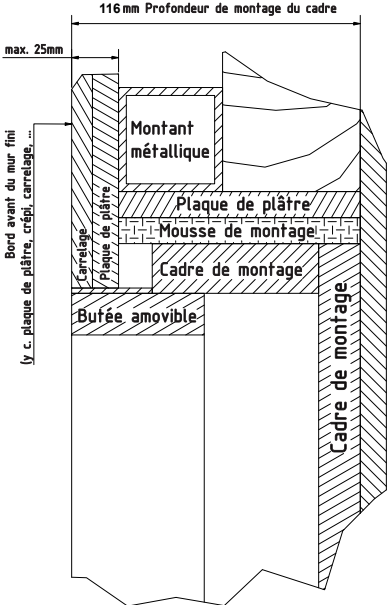 116 mm Profondeur de montage du cadre
max. 25mm
Bord avant du mur fini
(y c. plaque de plâtre, crépi, carrelage, ...
Montant
métallique
Carrelage
Plaque de plâtre
Plaque de plâtre
Mousse de montage
Cadre de montage
Butée amovible
Cadre de montage